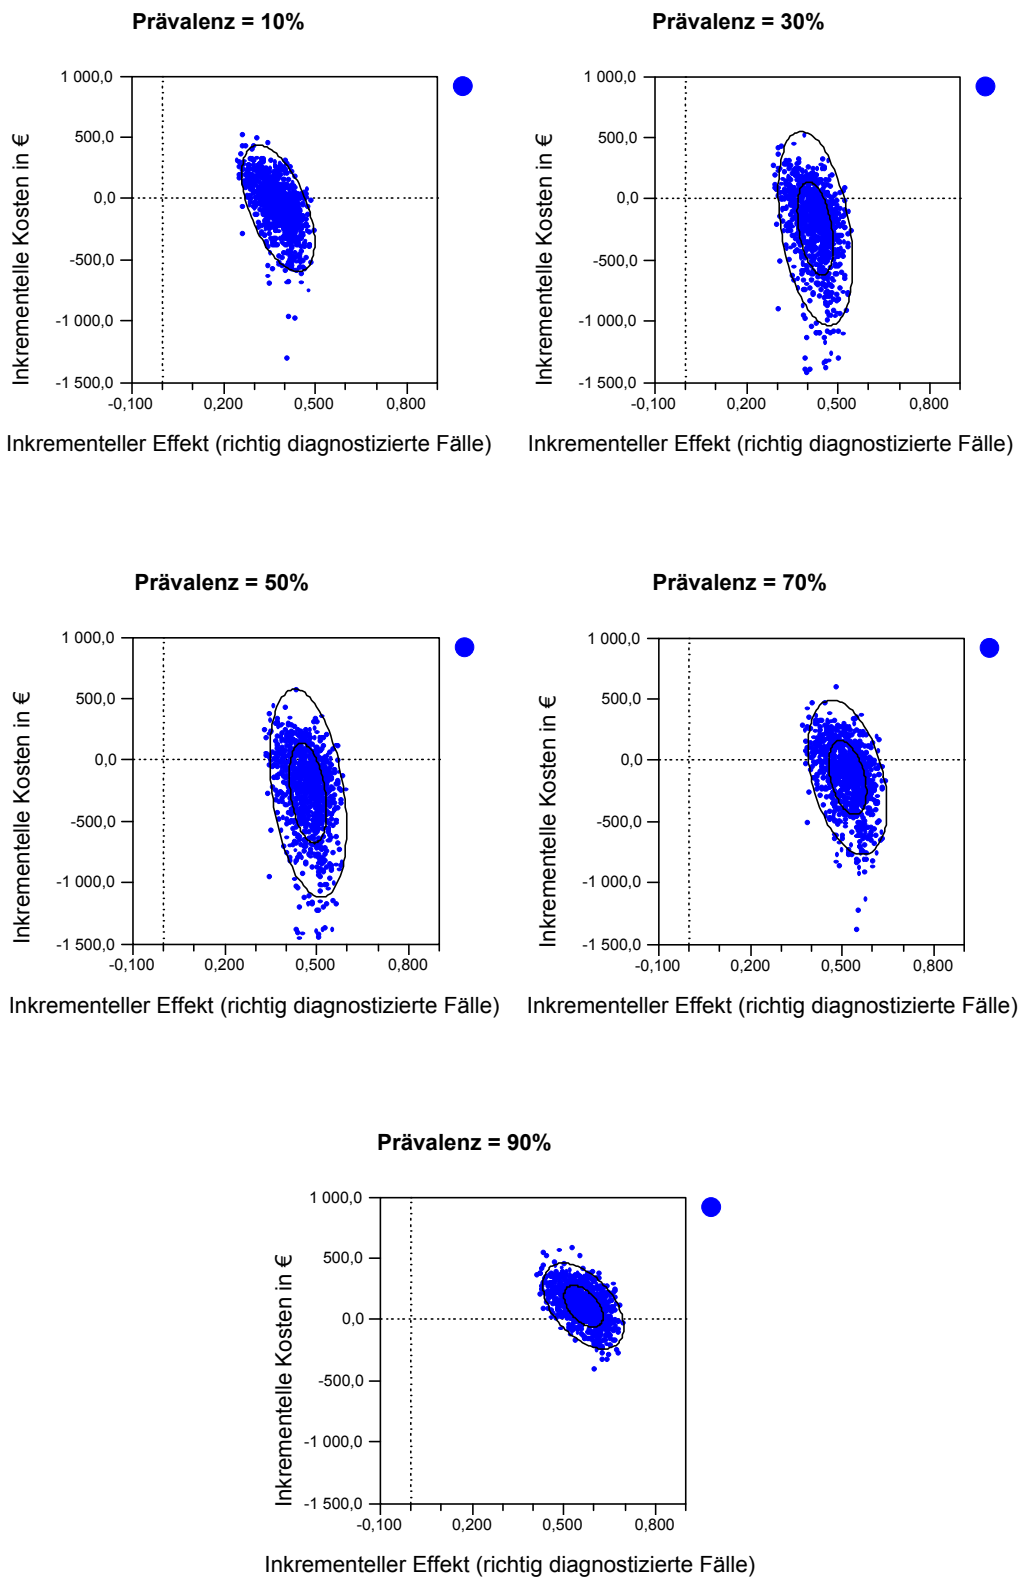 Prävalenz = 10%
Prävalenz = 30%
1 000,0
500,0
0,0
-500,0
-1 000,0
-1 500,0
Inkrementelle Kosten in €
-0,100 0,200 0,500 0,800
Inkrementeller Effekt (richtig diagnostizierte Fälle)
1 000,0
500,0
0,0
-500,0
-1 000,0
-1 500,0
Inkrementelle Kosten in €
-0,100 0,200 0,500 0,800
Inkrementeller Effekt (richtig diagnostizierte Fälle)
Prävalenz = 50%
Prävalenz = 70%
1 000,0
500,0
0,0
-500,0
-1 000,0
-1 500,0
Inkrementelle Kosten in €
-0,100 0,200 0,500 0,800
Inkrementeller Effekt (richtig diagnostizierte Fälle)
1 000,0
500,0
0,0
-500,0
-1 000,0
-1 500,0
Inkrementelle Kosten in €
-0,100 0,200 0,500 0,800
Inkrementeller Effekt (richtig diagnostizierte Fälle)
Prävalenz = 90%
1 000,0
500,0
0,0
-500,0
-1 000,0
-1 500,0
Inkrementelle Kosten in €
-0,100 0,200 0,500 0,800
Inkrementeller Effekt (richtig diagnostizierte Fälle)